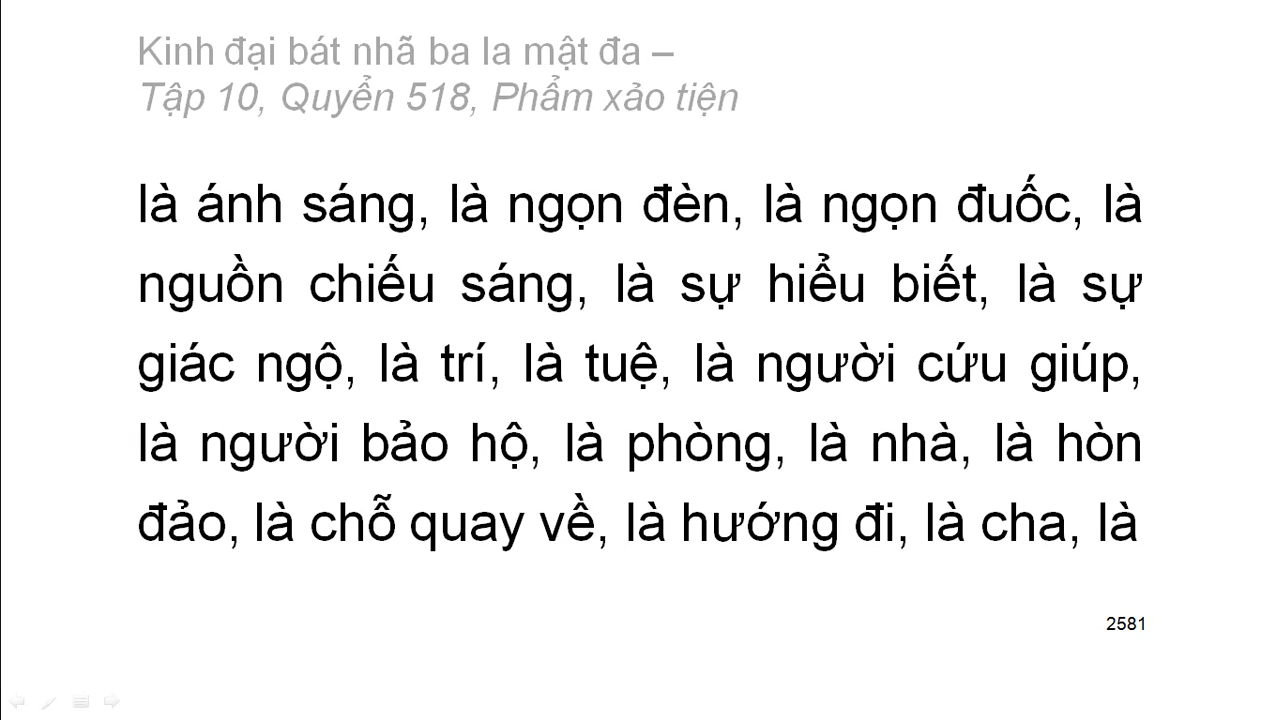 Kinh đại bát nhã ba la mật đa –
Tập 10, Quyển 518, Phẩm xảo tiện
là ánh sáng, là ngọn đèn, là ngọn đuốc, là
nguồn chiếu sáng, là sự hiểu biết, là sự
giác ngộ, là trí, là tuệ, là người cứu giúp,
là người bảo hộ, là phòng, là nhà, là hòn
đảo, là chỗ quay về, là hướng đi, là cha, là
2581